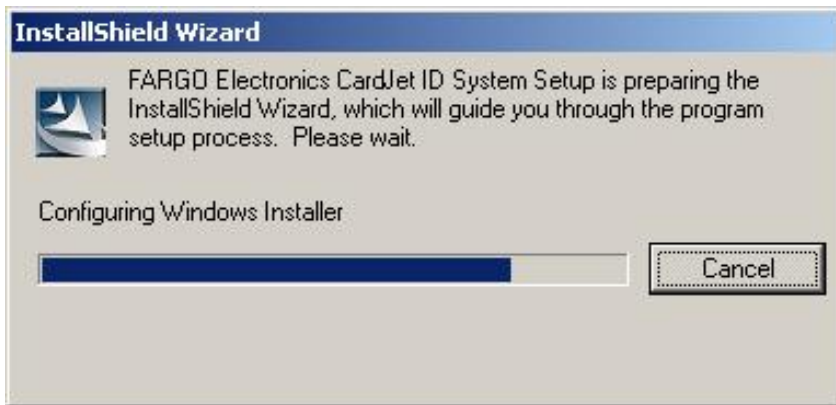 InstallShield Wizard
FARGO Electronics CardJet ID System Setup is preparing the
InstallShield Wizard, which will guide you through the program
setup process.  Please wait.
Configuring Windows Installer
Cancel